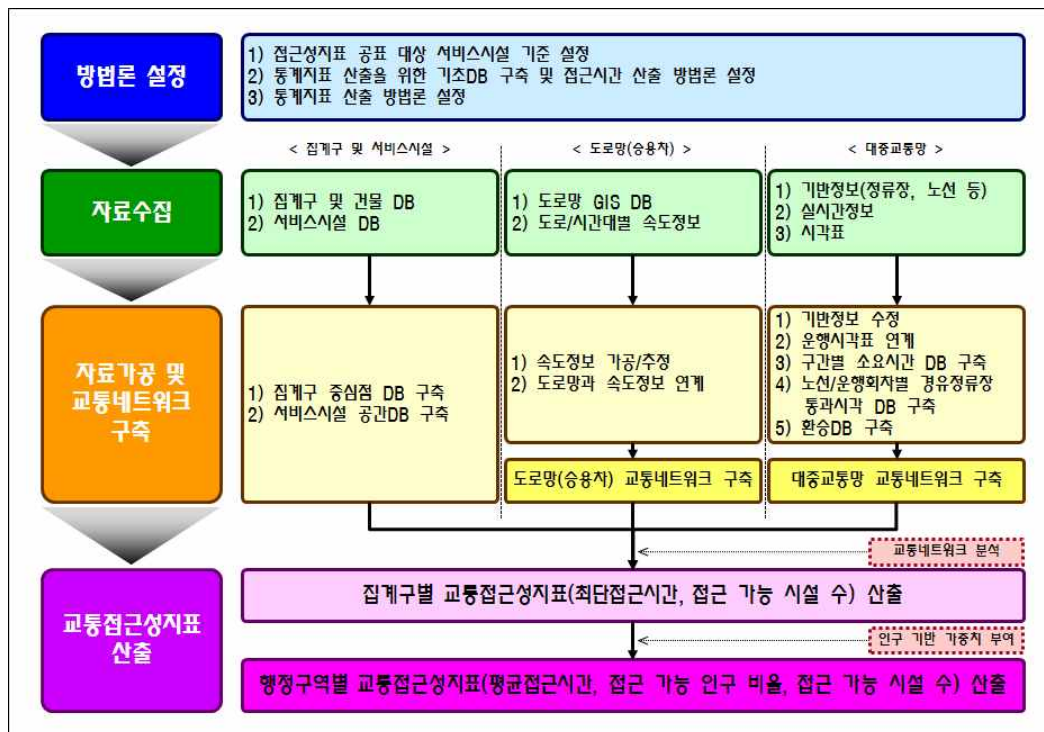 방법론 설정
1) 접근성지표 공표 대상 서비스시설 기준 설정
2) 통계지표 산출을 위한 기초DB 구축 및 접근시간 산출 방법론 설정
3) 통계지표 산출 방법론 설정
< 집계구 및 서비스시설 >
< 도로망(승용차) >
< 대중교통망 >
자료수집
1) 집계구 및 건물 DB
2) 서비스시설 DB
1) 도로망 GIS DB
2) 도로/시간대별 속도정보
1) 기반정보(정류장, 노선 등)
2) 실시간정보
3) 시각표
자료가공 및
교통네트워크
구축
1) 집계구 중심점 DB 구축
2) 서비스시설 공간DB 구축
1) 속도정보 가공/추정
2) 도로망과 속도정보 연계
1) 기반정보 수정
2) 운행시각표 연계
3) 구간별 소요시간 DB 구축
4) 노선/운행회차별 경유정류장
통과시각 DB 구축
5) 환승DB 구축
도로망(승용차) 교통네트워크 구축
대중교통망 교통네트워크 구축
교통네트워크 분석
교통접근성지표
산출
집계구별 교통접근성지표(최단접근시간, 접근 가능 시설 수) 산출
인구 기반 가중치 부여
행정구역별 교통접근성지표(평균접근시간, 접근 가능 인구 비율, 접근 가능 시설 수) 산출